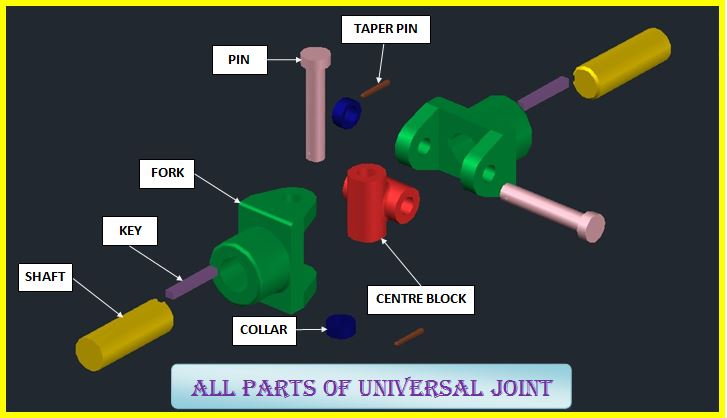 TAPER PIN
PIN
FORK
KEY
SHAFT
CENTRE BLOCK
COLLAR
ALL PARTS OF UNIVERSAL JOINT